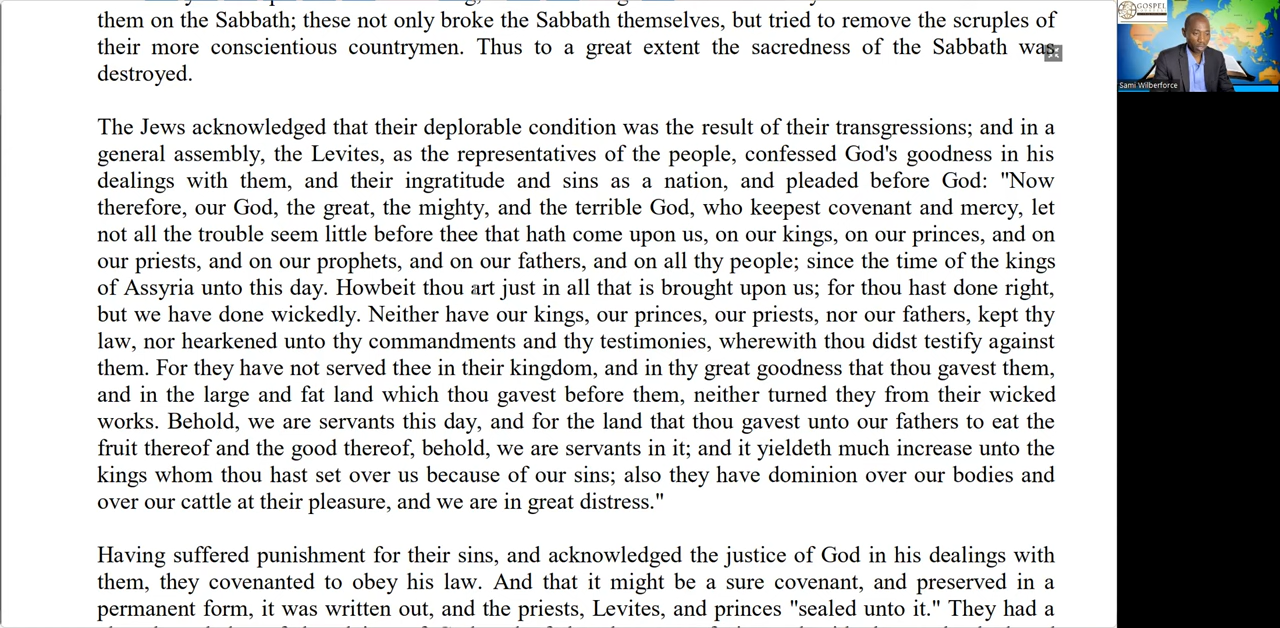 them on the Sabbath; these not only broke the Sabbath themselves, but tried to remove the scruples of
their more conscientious countrymen. Thus to a great extent the sacredness of the Sabbath was
destroyed.
The Jews acknowledged that their deplorable condition was the result of their transgressions; and in a
general assembly, the Levites, as the representatives of the people, confessed God's goodness in his
dealings with them, and their ingratitude and sins as a nation, and pleaded before God: "Now
therefore, our God, the great, the mighty, and the terrible God, who keepest covenant and mercy, let
not all the trouble seem little before thee that hath come upon us, on our kings, on our princes, and on
our priests, and on our prophets, and on our fathers, and on all thy people; since the time of the kings
of Assyria unto this day. Howbeit thou art just in all that is brought upon us; for thou hast done right,
but we have done wickedly. Neither have our kings, our princes, our priests, nor our fathers, kept thy
law, nor hearkened unto thy commandments and thy testimonies, wherewith thou didst testify against
them. For they have not served thee in their kingdom, and in thy great goodness that thou gavest them,
and in the large and fat land which thou gavest before them, neither turned they from their wicked
works. Behold, we are servants this day, and for the land that thou gavest unto our fathers to eat the
fruit thereof and the good thereof, behold, we are servants in it; and it yieldeth much increase unto the
kings whom thou hast set over us because of our sins; also they have dominion over our bodies and
over our cattle at their pleasure, and we are in great distress."
Having suffered punishment for their sins, and acknowledged the justice of God in his dealings with
them, they covenanted to obey his law. And that it might be a sure covenant, and preserved in a
permanent form, it was written out, and the priests, Levites, and princes "sealed unto it." They had a
GOSPEL
Sami Wilberforce